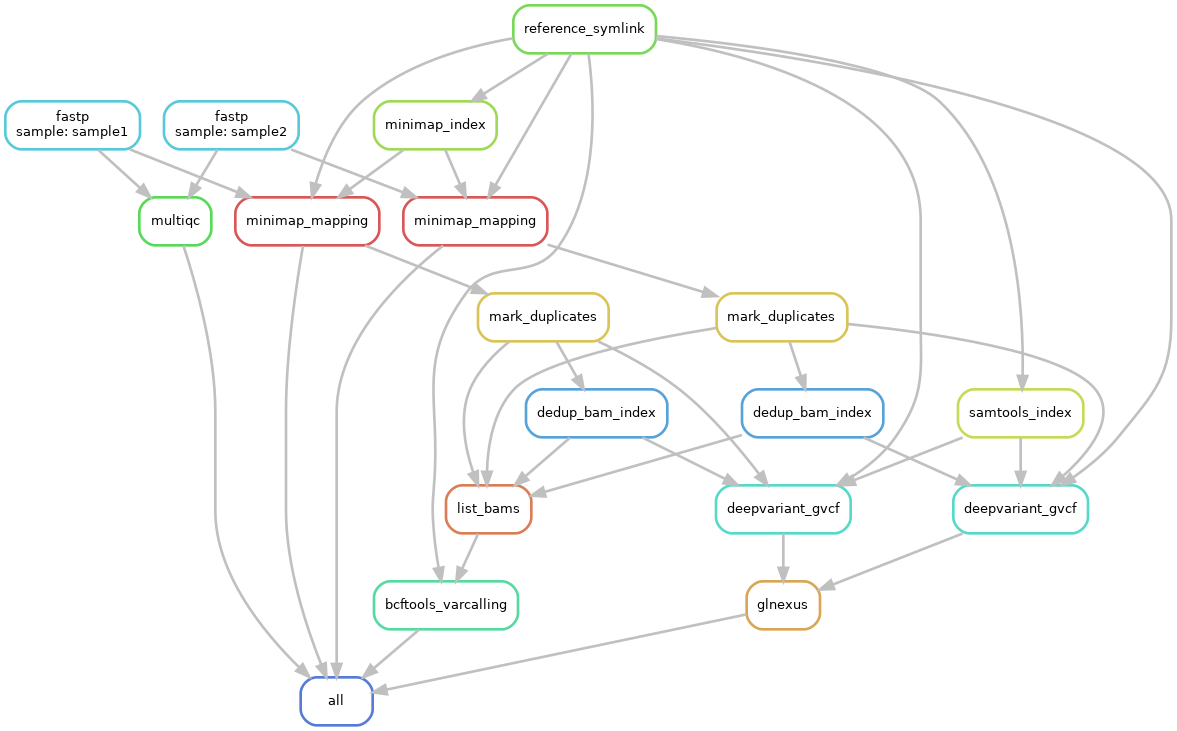 reference_symlink
fastp
sample: sample1
fastp
sample: sample2
minimap_index
multiqc
minimap_mapping
minimap_mapping
mark_duplicates
mark_duplicates
dedup_bam_index
dedup_bam_index
samtools_index
list_bams
deepvariant_gvcf
deepvariant_gvcf
bcftools_varcalling
glnexus
all